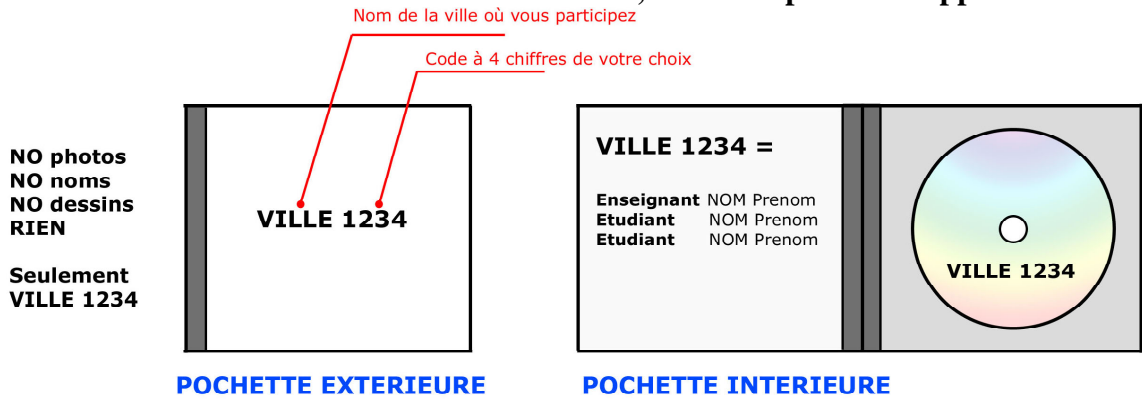 Nom de la ville où vous participez
Code à 4 chiffres de votre choix
NO photos
NO noms
NO dessins
RIEN
Seulement
VILLE 1234
VILLE 1234
POCHETTE EXTERIEURE
VILLE 1234 =
Enseignant NOM Prenom
Etudiant NOM Prenom
Etudiant NOM Prenom
VILLE 1234
POCHETTE INTERIEURE